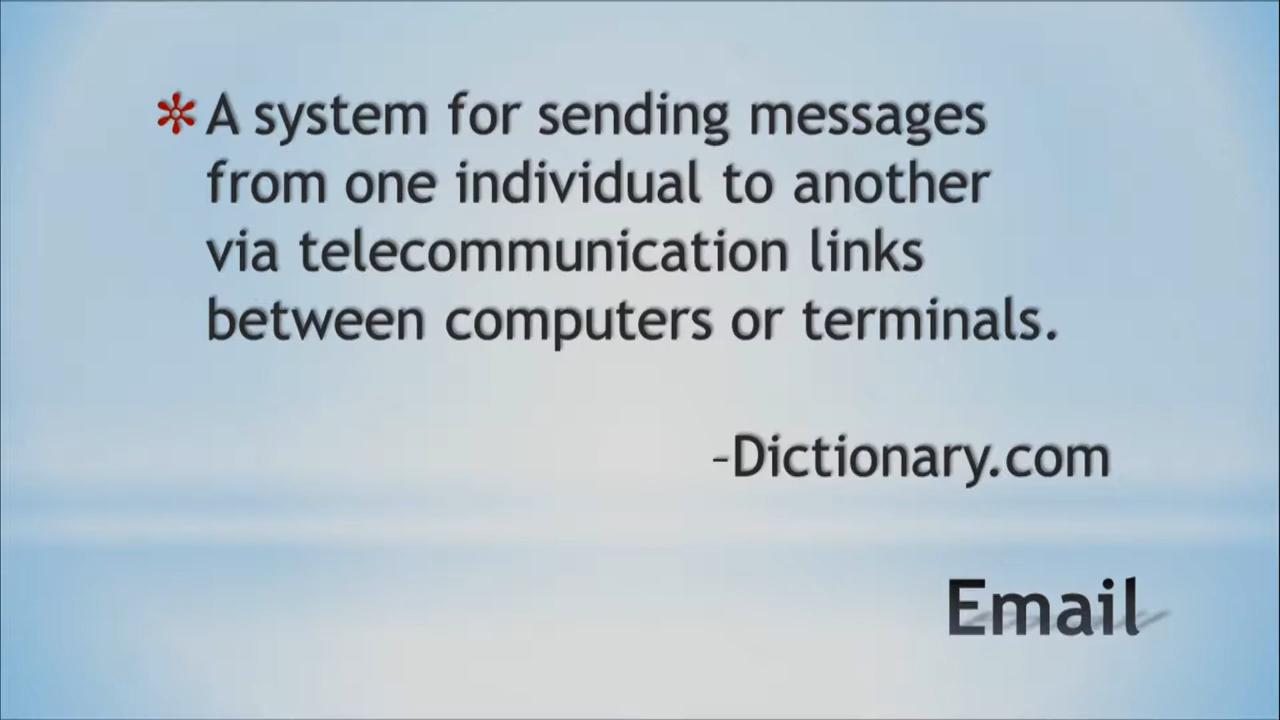 * A system for sending messages
from one individual to another
via telecommunication links
between computers or terminals.
-Dictionary.com
Email